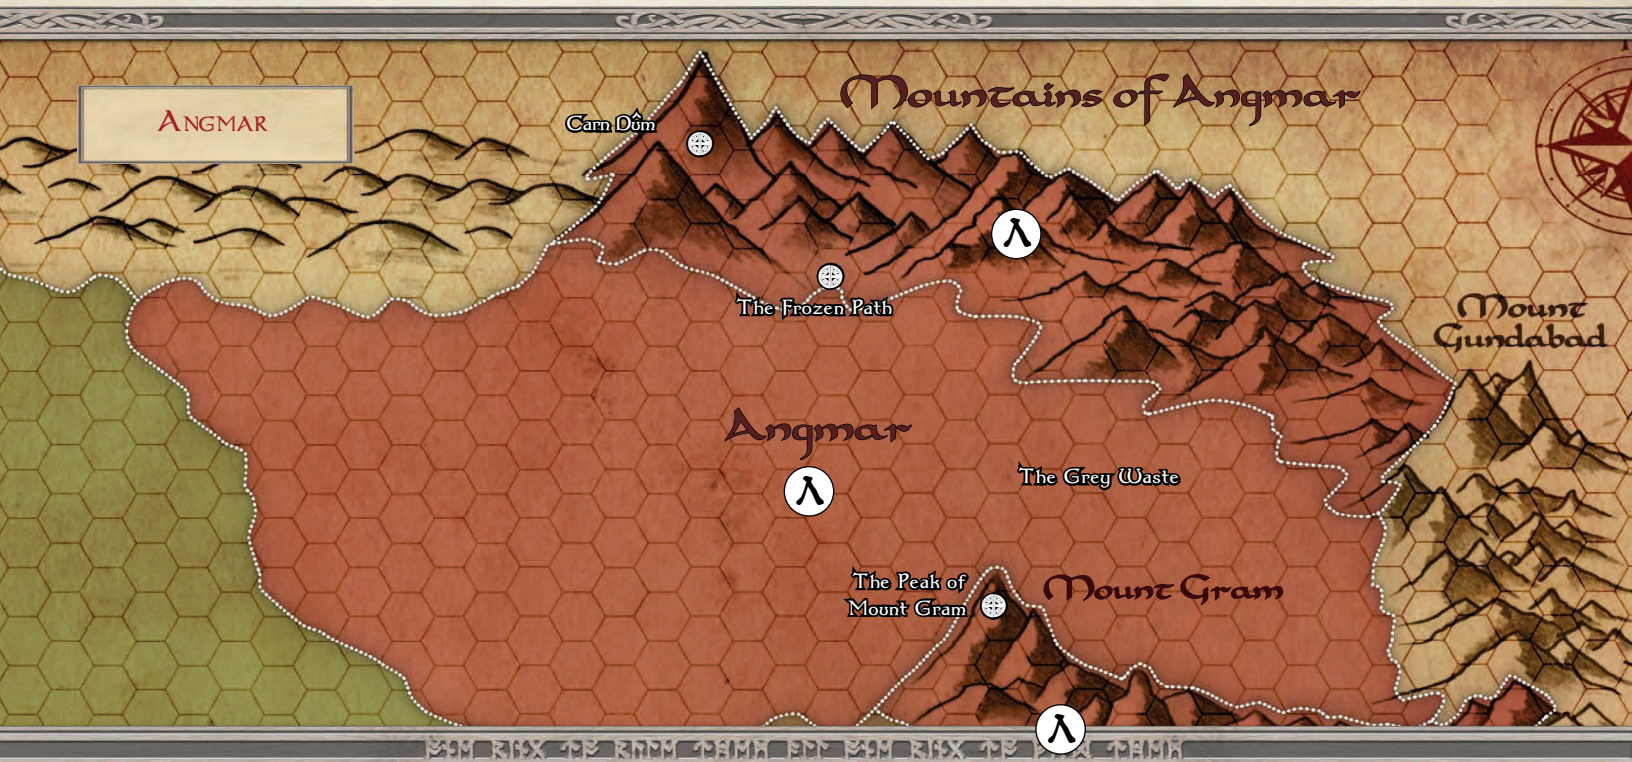 ANGMAR
Carn Dûm
Mountains of Angmar
The Frozen Path
Mount
Gundabad
Angmar
The Grey Waste
The Peak of
Mount Gram
Mount Gram